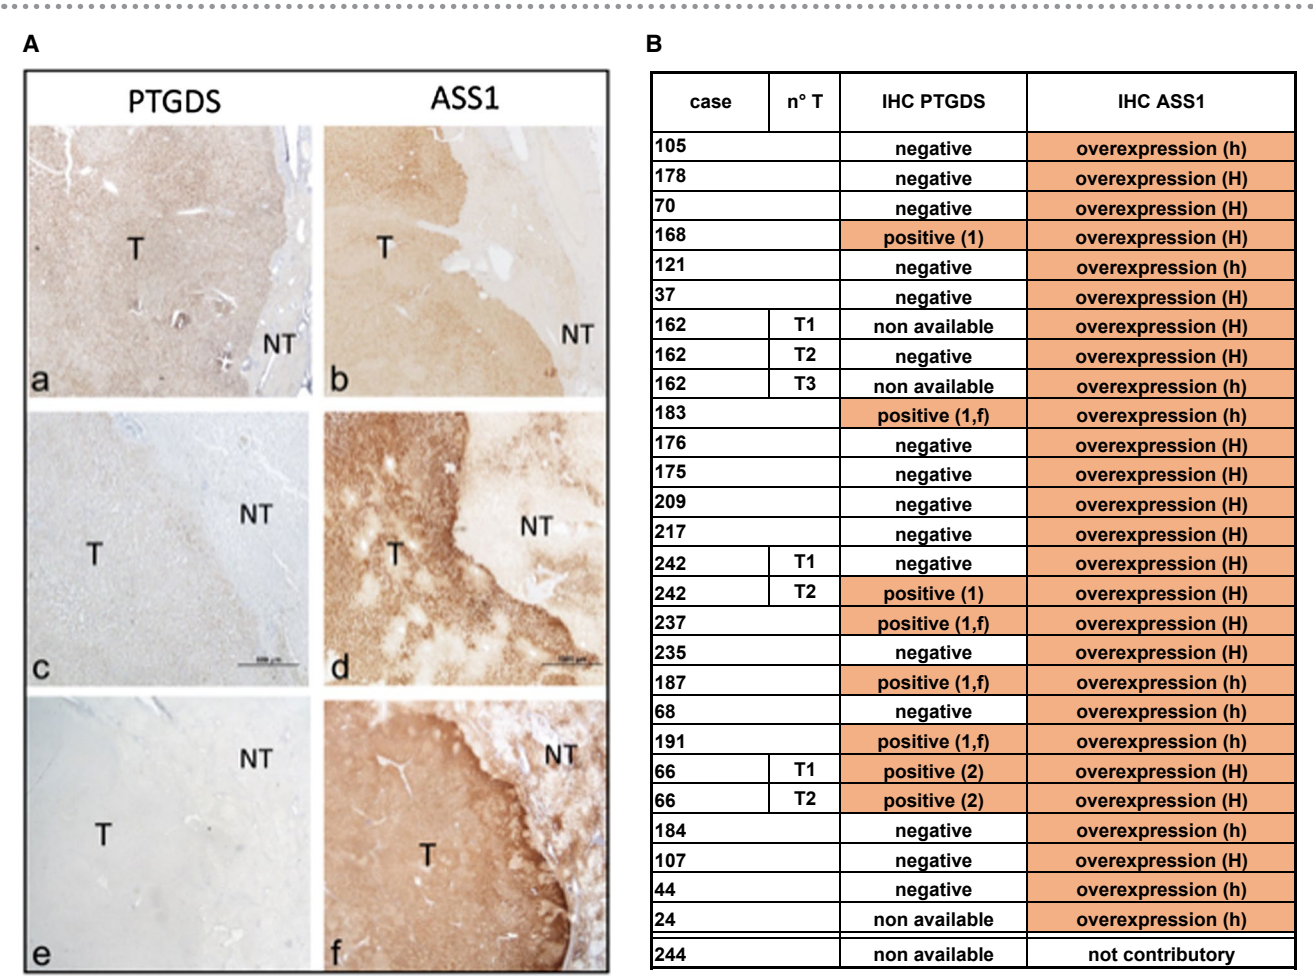 A
PTGDS
ASS1
T
NT
a
T
NT
b
T
NT
c
T
NT
d
T
NT
e
T
NT
f
B
case n° T IHC PTGDS IHC ASS1
105 negative overexpression (h)
178 negative overexpression (H)
70 negative overexpression (H)
168 positive (1) overexpression (H)
121 negative overexpression (h)
37 negative overexpression (H)
162 T1 non available overexpression (H)
162 T2 negative overexpression (H)
162 T3 non available overexpression (h)
183 positive (1,f) overexpression (h)
176 negative overexpression (H)
175 negative overexpression (H)
209 negative overexpression (H)
217 negative overexpression (H)
242 T1 negative overexpression (H)
242 T2 positive (1) overexpression (H)
237 positive (1,f) overexpression (H)
235 negative overexpression (H)
187 positive (1,f) overexpression (h)
68 negative overexpression (h)
191 positive (1,f) overexpression (h)
66 T1 positive (2) overexpression (H)
66 T2 positive (2) overexpression (H)
184 negative overexpression (h)
107 negative overexpression (H)
44 negative overexpression (h)
24 non available overexpression (h)
244 non available not contributory